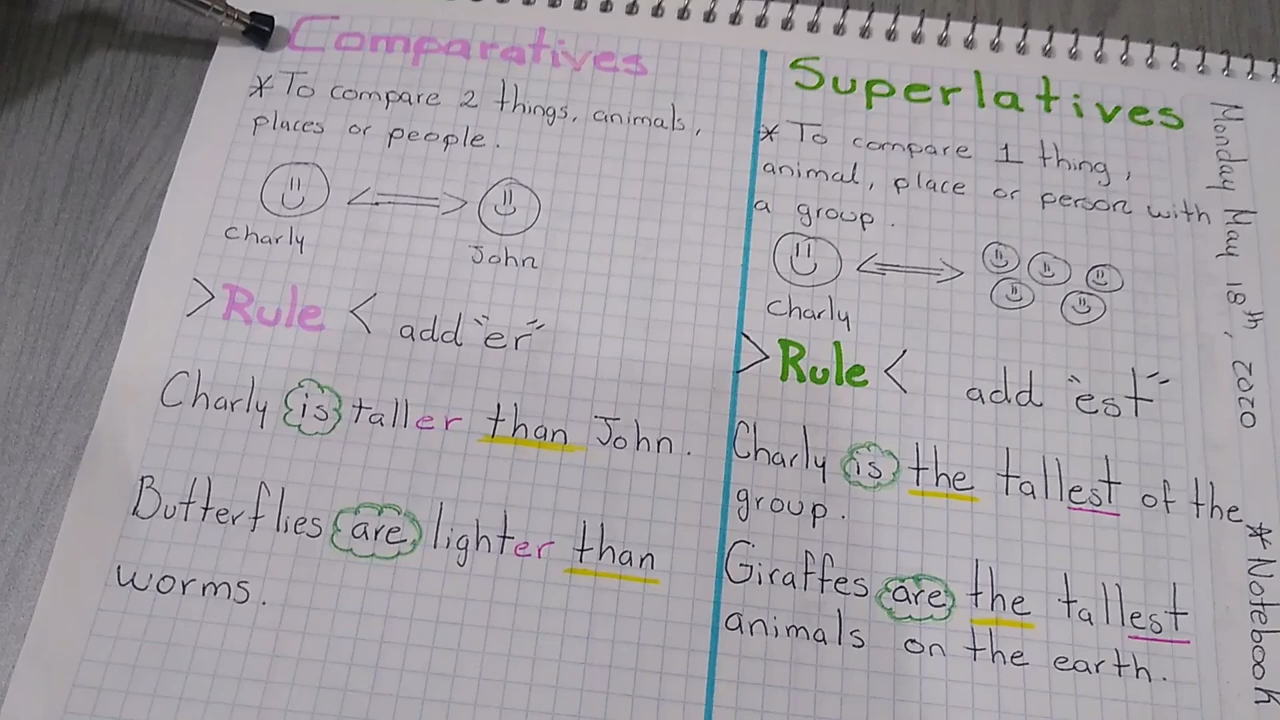 Comparatives
* To compare 2 things, animals,
places or people.
Charly
John
> Rule < add "er"
Charly is taller than John.
Butterflies are lighter than
worms.
Superlatives
* To compare 1 thing,
animal, place or person with
a group.
Charly
> Rule < add "est"
Charly is the tallest of the
group.
Giraffes are the tallest
animals on the earth.
Monday May 18th, 2020
* Notebook